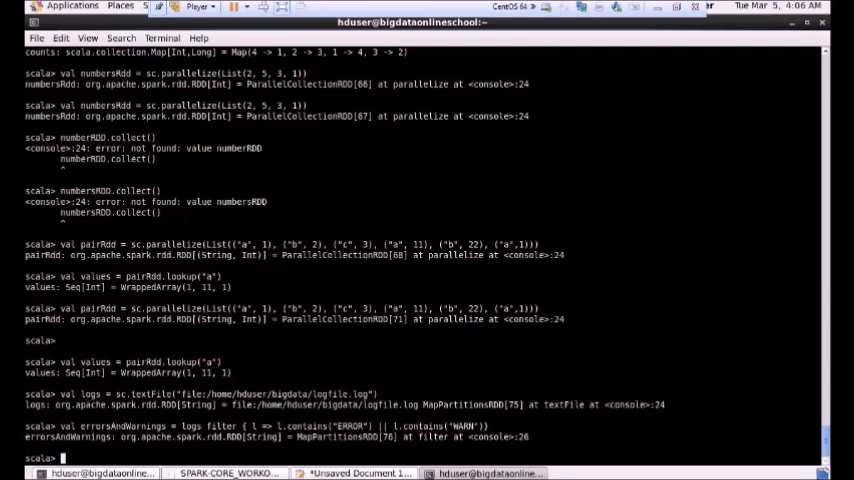 Applications Places S Player CentOS 64 ar Tue Mar 5, 4:06 AM
hduser@bigdataonlineschool:~
File Edit View Search Terminal Help
counts: scala.collection.Map[Int,Long] = Map(4 -> 1, 2 -> 3, 1 -> 4, 3 -> 2)
scala> val numbersRdd = sc.parallelize(List(2, 5, 3, 1))
numbersRdd: org.apache.spark.rdd.RDD[Int] = ParallelCollectionRDD[66] at parallelize at <console>:24
scala> val numbersRdd = sc.parallelize(List(2, 5, 3, 1))
numbersRdd: org.apache.spark.rdd.RDD[Int] = ParallelCollectionRDD[67] at parallelize at <console>:24
scala> numberRDD.collect()
<console>:24: error: not found: value numberRDD
numberRDD.collect()
^
scala> numbersRDD.collect()
<console>:24: error: not found: value numbersRDD
numbersRDD.collect()
^
scala> val pairRdd = sc.parallelize(List(("a", 1), ("b", 2), ("c", 3), ("a", 11), ("b", 22), ("a",1)))
pairRdd: org.apache.spark.rdd.RDD[(String, Int)] = ParallelCollectionRDD[68] at parallelize at <console>:24
scala> val values = pairRdd.lookup("a")
values: Seq[Int] = WrappedArray(1, 11, 1)
scala> val pairRdd = sc.parallelize(List(("a", 1), ("b", 2), ("c", 3), ("a", 11), ("b", 22), ("a",1)))
pairRdd: org.apache.spark.rdd.RDD[(String, Int)] = ParallelCollectionRDD[71] at parallelize at <console>:24
scala>
scala> val values = pairRdd.lookup("a")
values: Seq[Int] = WrappedArray(1, 11, 1)
scala> val logs = sc.textFile("file:/home/hduser/bigdata/logfile.log")
logs: org.apache.spark.rdd.RDD[String] = file:/home/hduser/bigdata/logfile.log MapPartitionsRDD[75] at textFile at <console>:24
scala> val errorsAndWarnings = logs filter { l => l.contains("ERROR") || l.contains("WARN")}
errorsAndWarnings: org.apache.spark.rdd.RDD[String] = MapPartitionsRDD[76] at filter at <console>:26
scala>
hduser@bigdataonline... SPARK-CORE_WORKO... *Unsaved Document 1... hduser@bigdataonline...